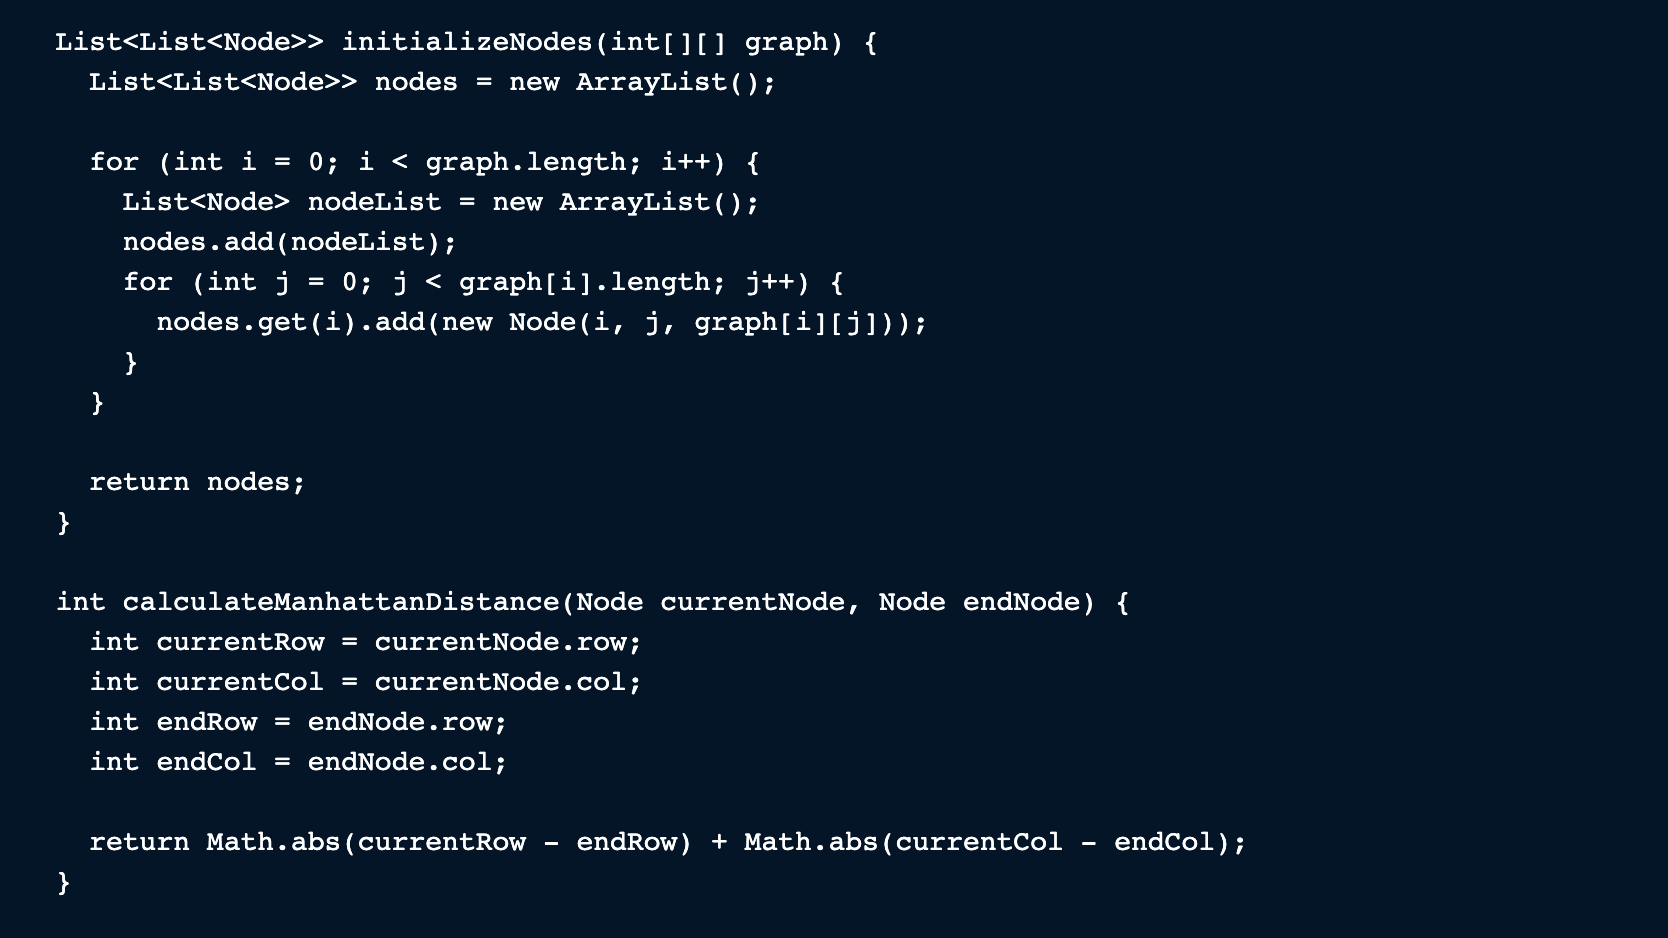 List<List<Node>> initializeNodes(int[][] graph) {
  List<List<Node>> nodes = new ArrayList();

  for (int i = 0; i < graph.length; i++) {
    List<Node> nodeList = new ArrayList();
    nodes.add(nodeList);
    for (int j = 0; j < graph[i].length; j++) {
      nodes.get(i).add(new Node(i, j, graph[i][j]));
    }
  }

  return nodes;
}

int calculateManhattanDistance(Node currentNode, Node endNode) {
  int currentRow = currentNode.row;
  int currentCol = currentNode.col;
  int endRow = endNode.row;
  int endCol = endNode.col;

  return Math.abs(currentRow - endRow) + Math.abs(currentCol - endCol);
}